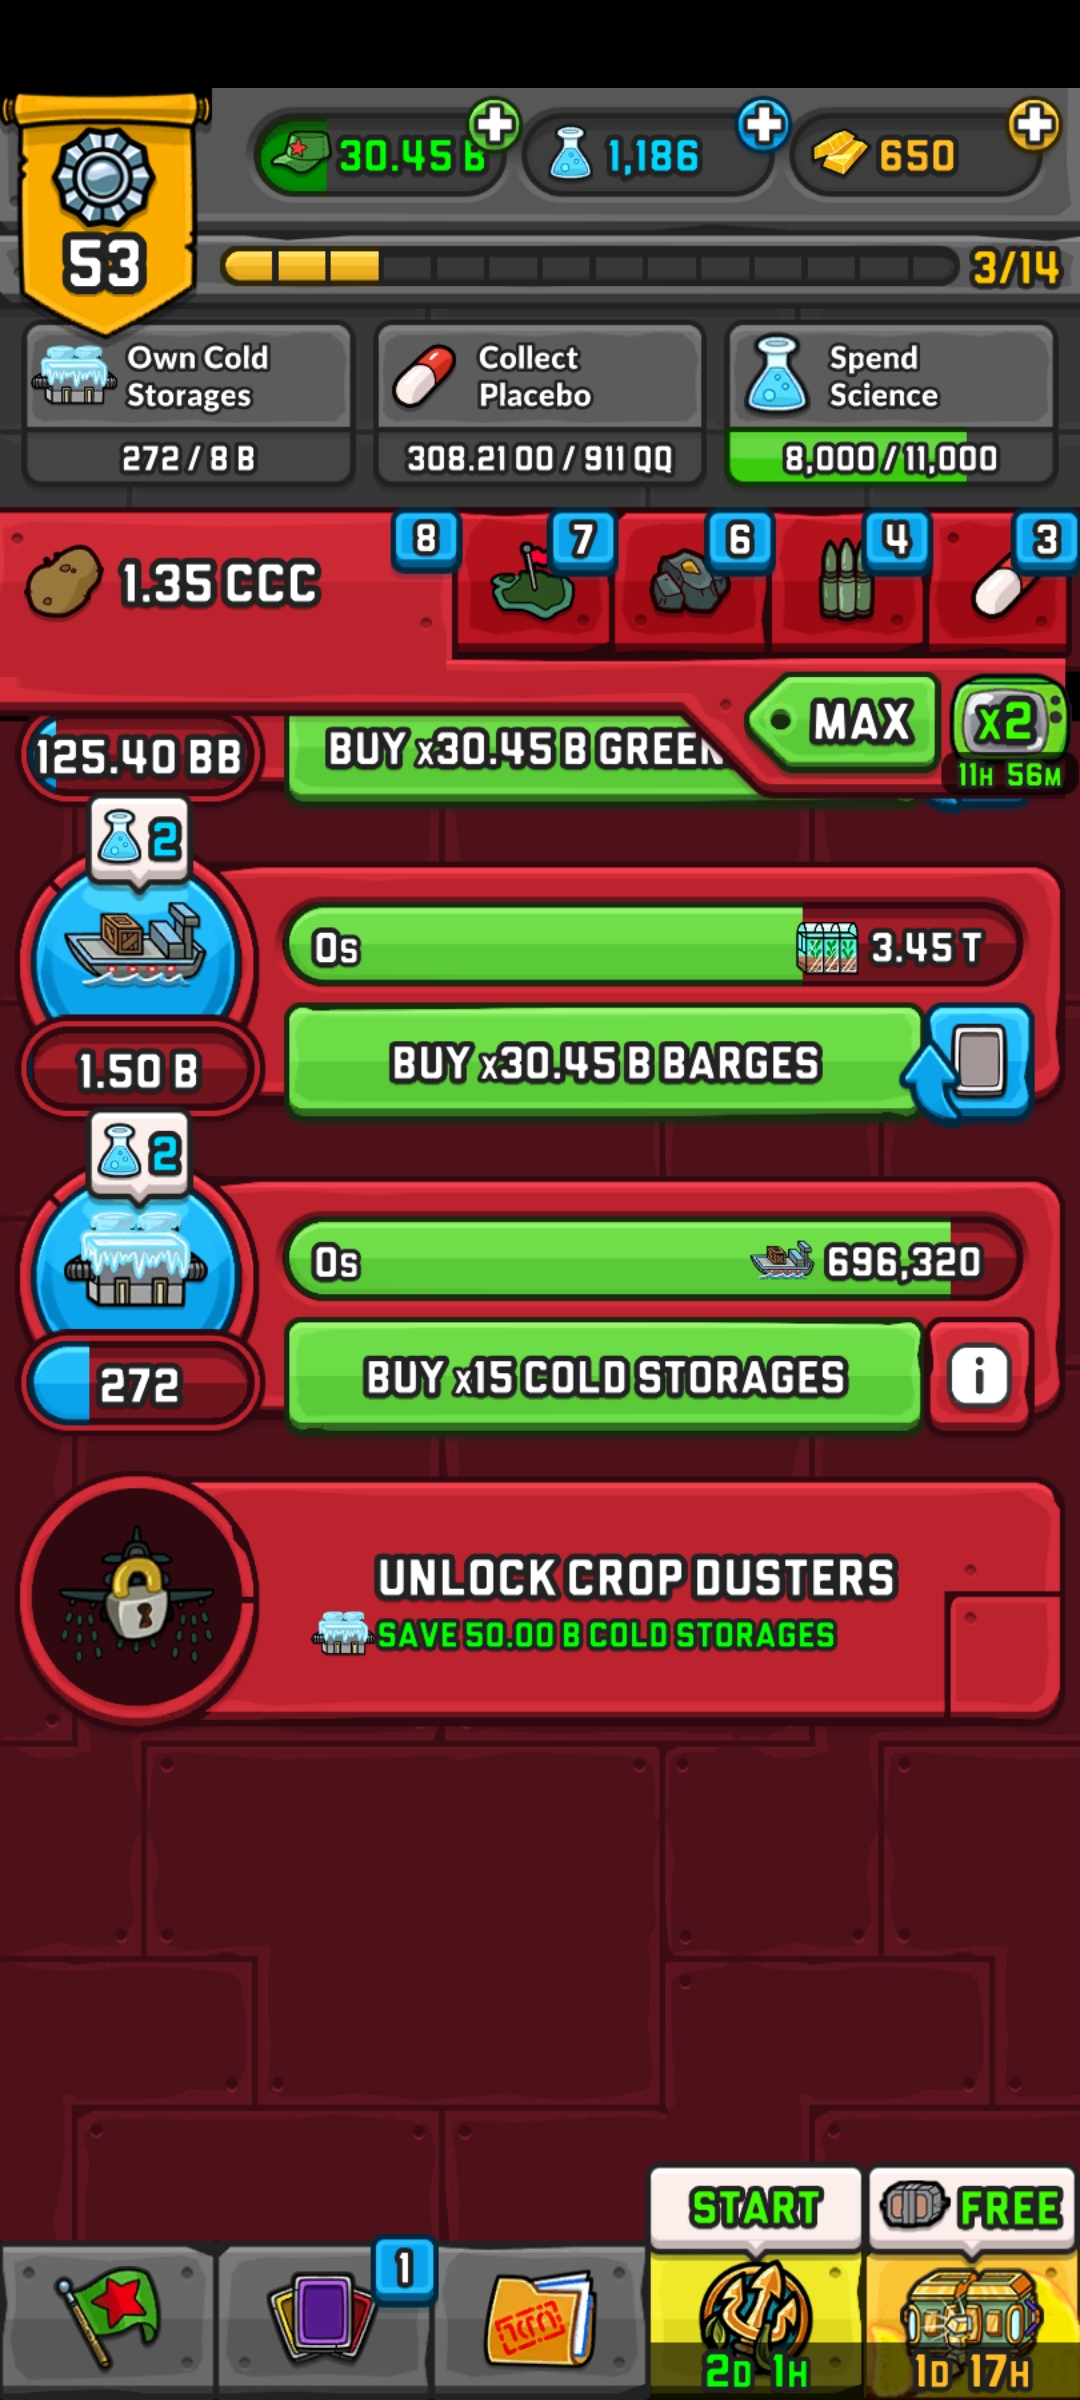 30.45 B
1,186
650
53
3/14
Own Cold
Storages
272 / 8 B
Collect
Placebo
308.21 OO / 911 QQ
Spend
Science
8,000 / 11,000
1.35 CCC
8
7
6
4
3
MAX
x2
11H 56M
125.40 BB
BUY x30.45 B GREEN
2
0s
3.45 T
1.50 B
BUY x30.45 B BARGES
2
0s
696,320
272
BUY x15 COLD STORAGES
i
UNLOCK CROP DUSTERS
SAVE 50.00 B COLD STORAGES
START
FREE
1
2D 1H
1D 17H